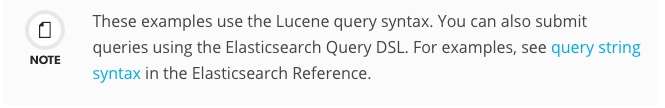 These examples use the Lucene query syntax. You can also submit
queries using the Elasticsearch Query DSL. For examples, see query string
syntax in the Elasticsearch Reference.
NOTE